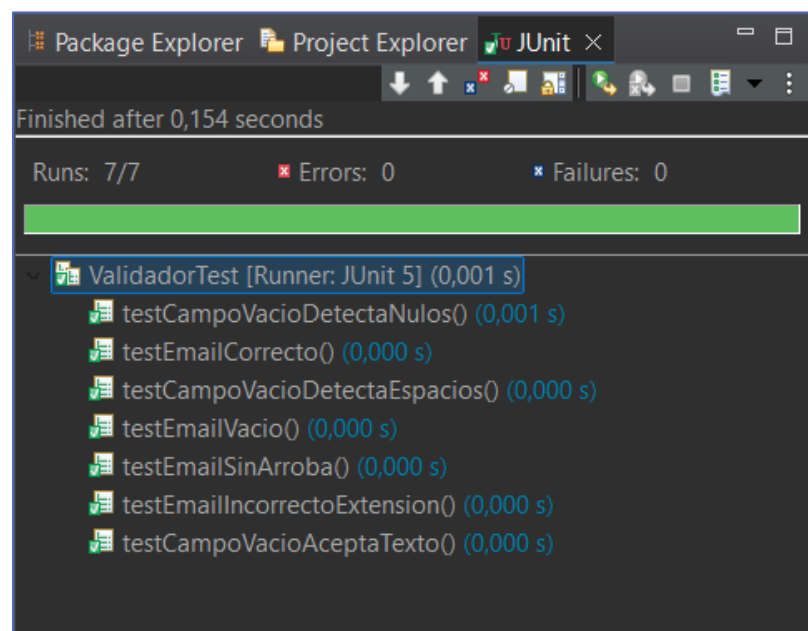 Package Explorer Project Explorer JUnit
Finished after 0,154 seconds
Runs: 7/7 Errors: 0 Failures: 0
ValidadorTest [Runner: JUnit 5] (0,001 s)
testCampoVacioDetectaNulos() (0,001 s)
testEmailCorrecto() (0,000 s)
testCampoVacioDetectaEspacios() (0,000 s)
testEmailVacio() (0,000 s)
testEmailSinArroba() (0,000 s)
testEmailIncorrectoExtension() (0,000 s)
testCampoVacioAceptaTexto() (0,000 s)